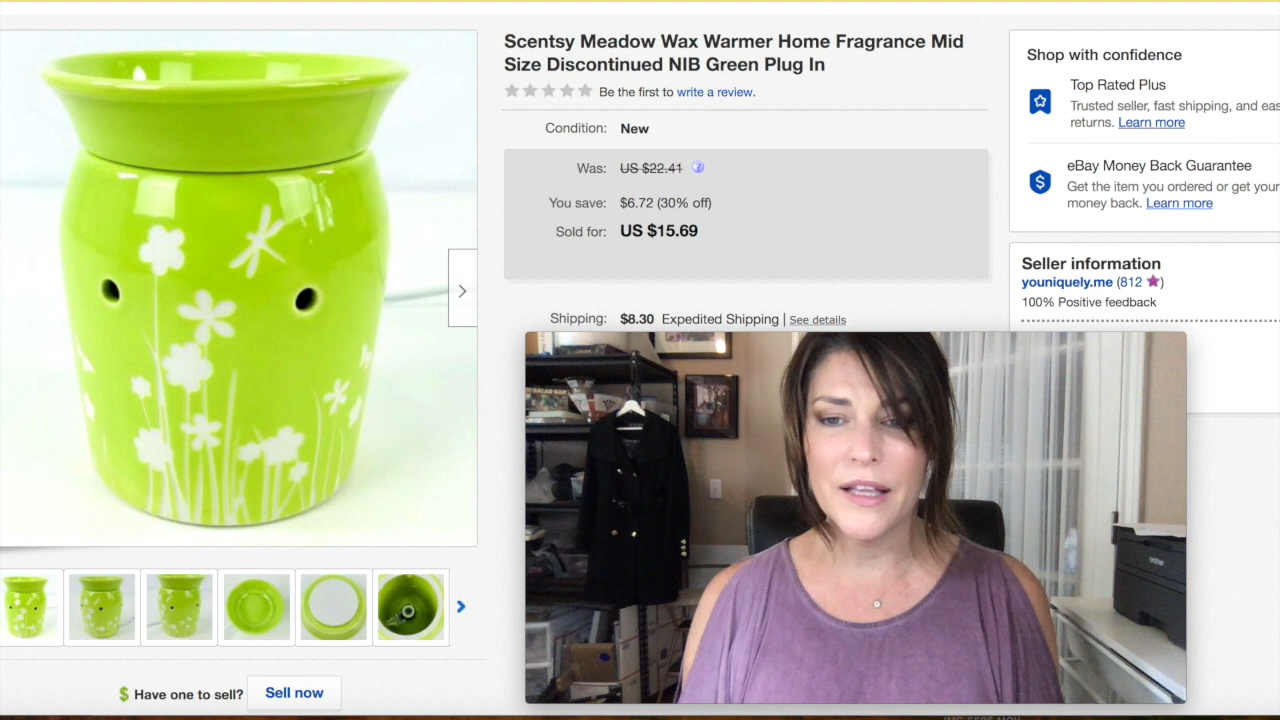 Scentsy Meadow Wax Warmer Home Fragrance Mid
Size Discontinued NIB Green Plug In
Be the first to write a review.
Condition: New
Was: US $22.41
You save: $6.72 (30% off)
Sold for: US $15.69
Shipping: $8.30 Expedited Shipping | See details
Shop with confidence
Top Rated Plus
Trusted seller, fast shipping, and eas
returns. Learn more
eBay Money Back Guarantee
Get the item you ordered or get your
money back. Learn more
Seller information
youniquely.me (812 )
100% Positive feedback
$ Have one to sell? Sell now